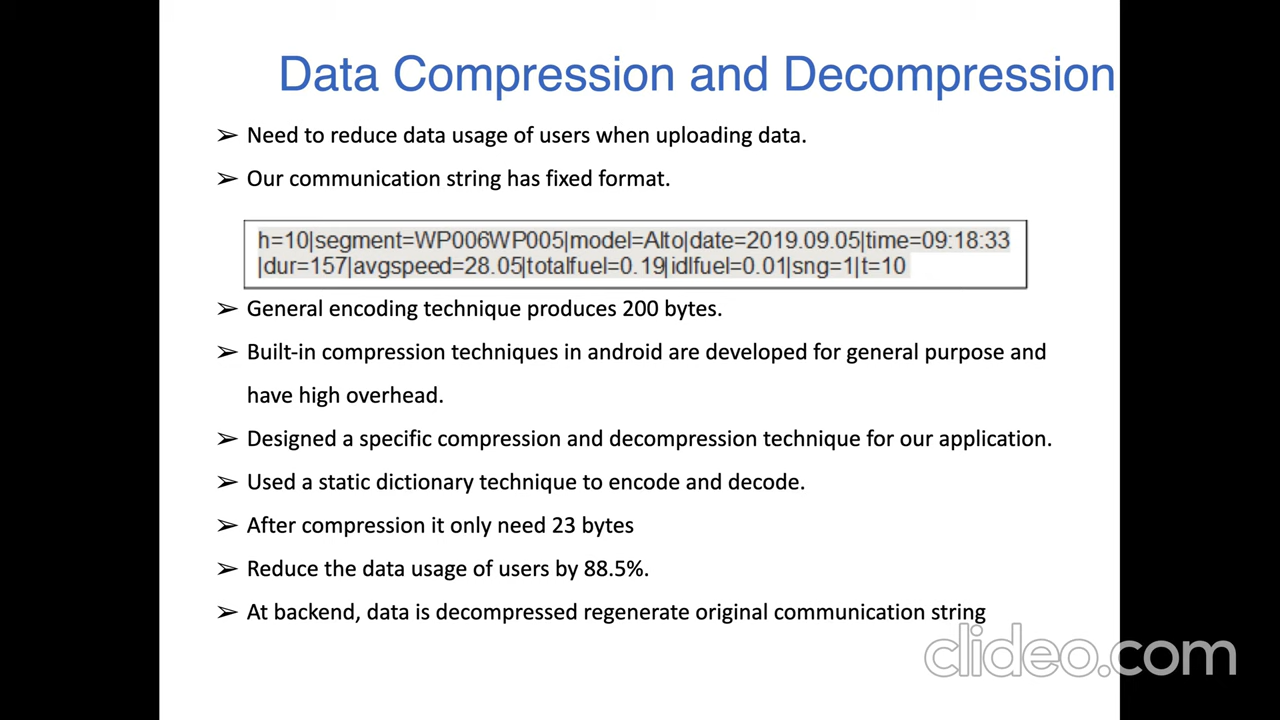 Data Compression and Decompression
➢ Need to reduce data usage of users when uploading data.
➢ Our communication string has fixed format.
h=10|segment=WP006WP005|model=Alto|date=2019.09.05|time=09:18:33
|dur=157|avgspeed=28.05|totalfuel=0.19|idlfuel=0.01|sng=1|t=10
➢ General encoding technique produces 200 bytes.
➢ Built-in compression techniques in android are developed for general purpose and
have high overhead.
➢ Designed a specific compression and decompression technique for our application.
➢ Used a static dictionary technique to encode and decode.
➢ After compression it only need 23 bytes
➢ Reduce the data usage of users by 88.5%.
➢ At backend, data is decompressed regenerate original communication string
clideo.com